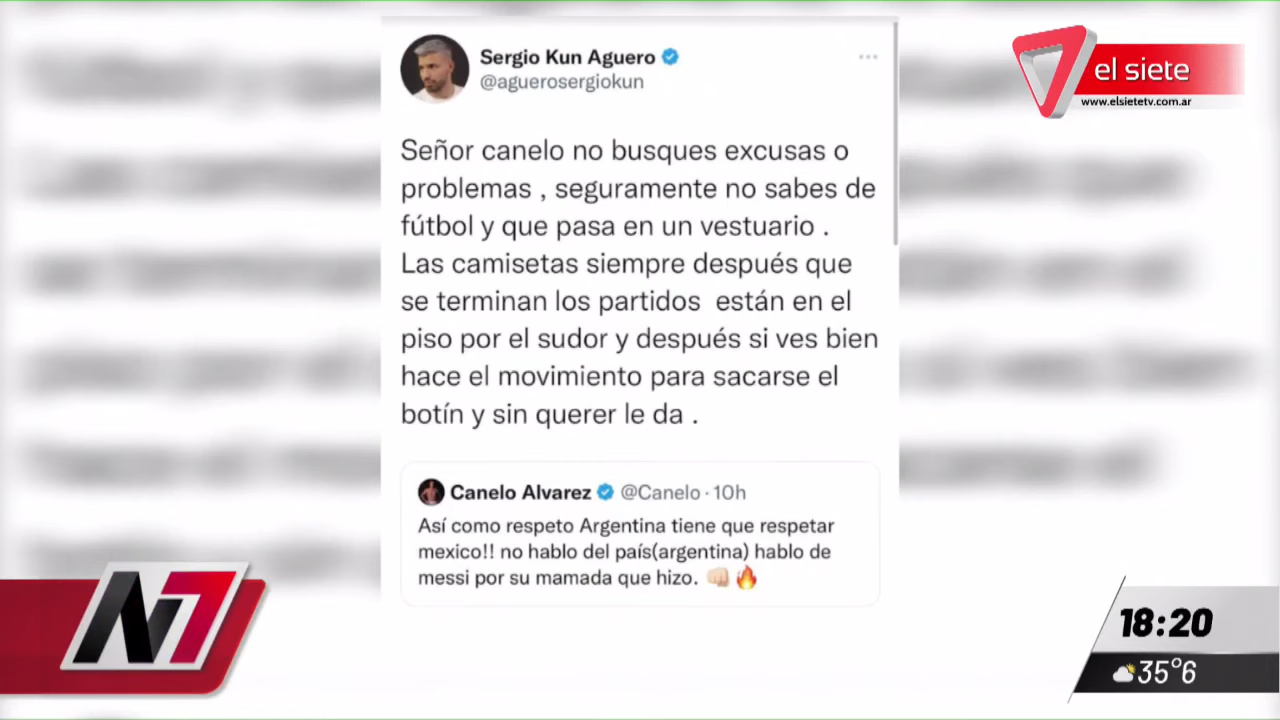 Sergio Kun Aguero
@aguerosergiokun
Señor canelo no busques excusas o
problemas , seguramente no sabes de
fútbol y que pasa en un vestuario .
Las camisetas siempre después que
se terminan los partidos están en el
piso por el sudor y después si ves bien
hace el movimiento para sacarse el
botín y sin querer le da .
Canelo Alvarez @Canelo · 10h
Así como respeto Argentina tiene que respetar
mexico!! no hablo del país(argentina) hablo de
messi por su mamada que hizo. 👊🏻🔥
el siete
www.elsietetv.com.ar
N7
18:20
35°6